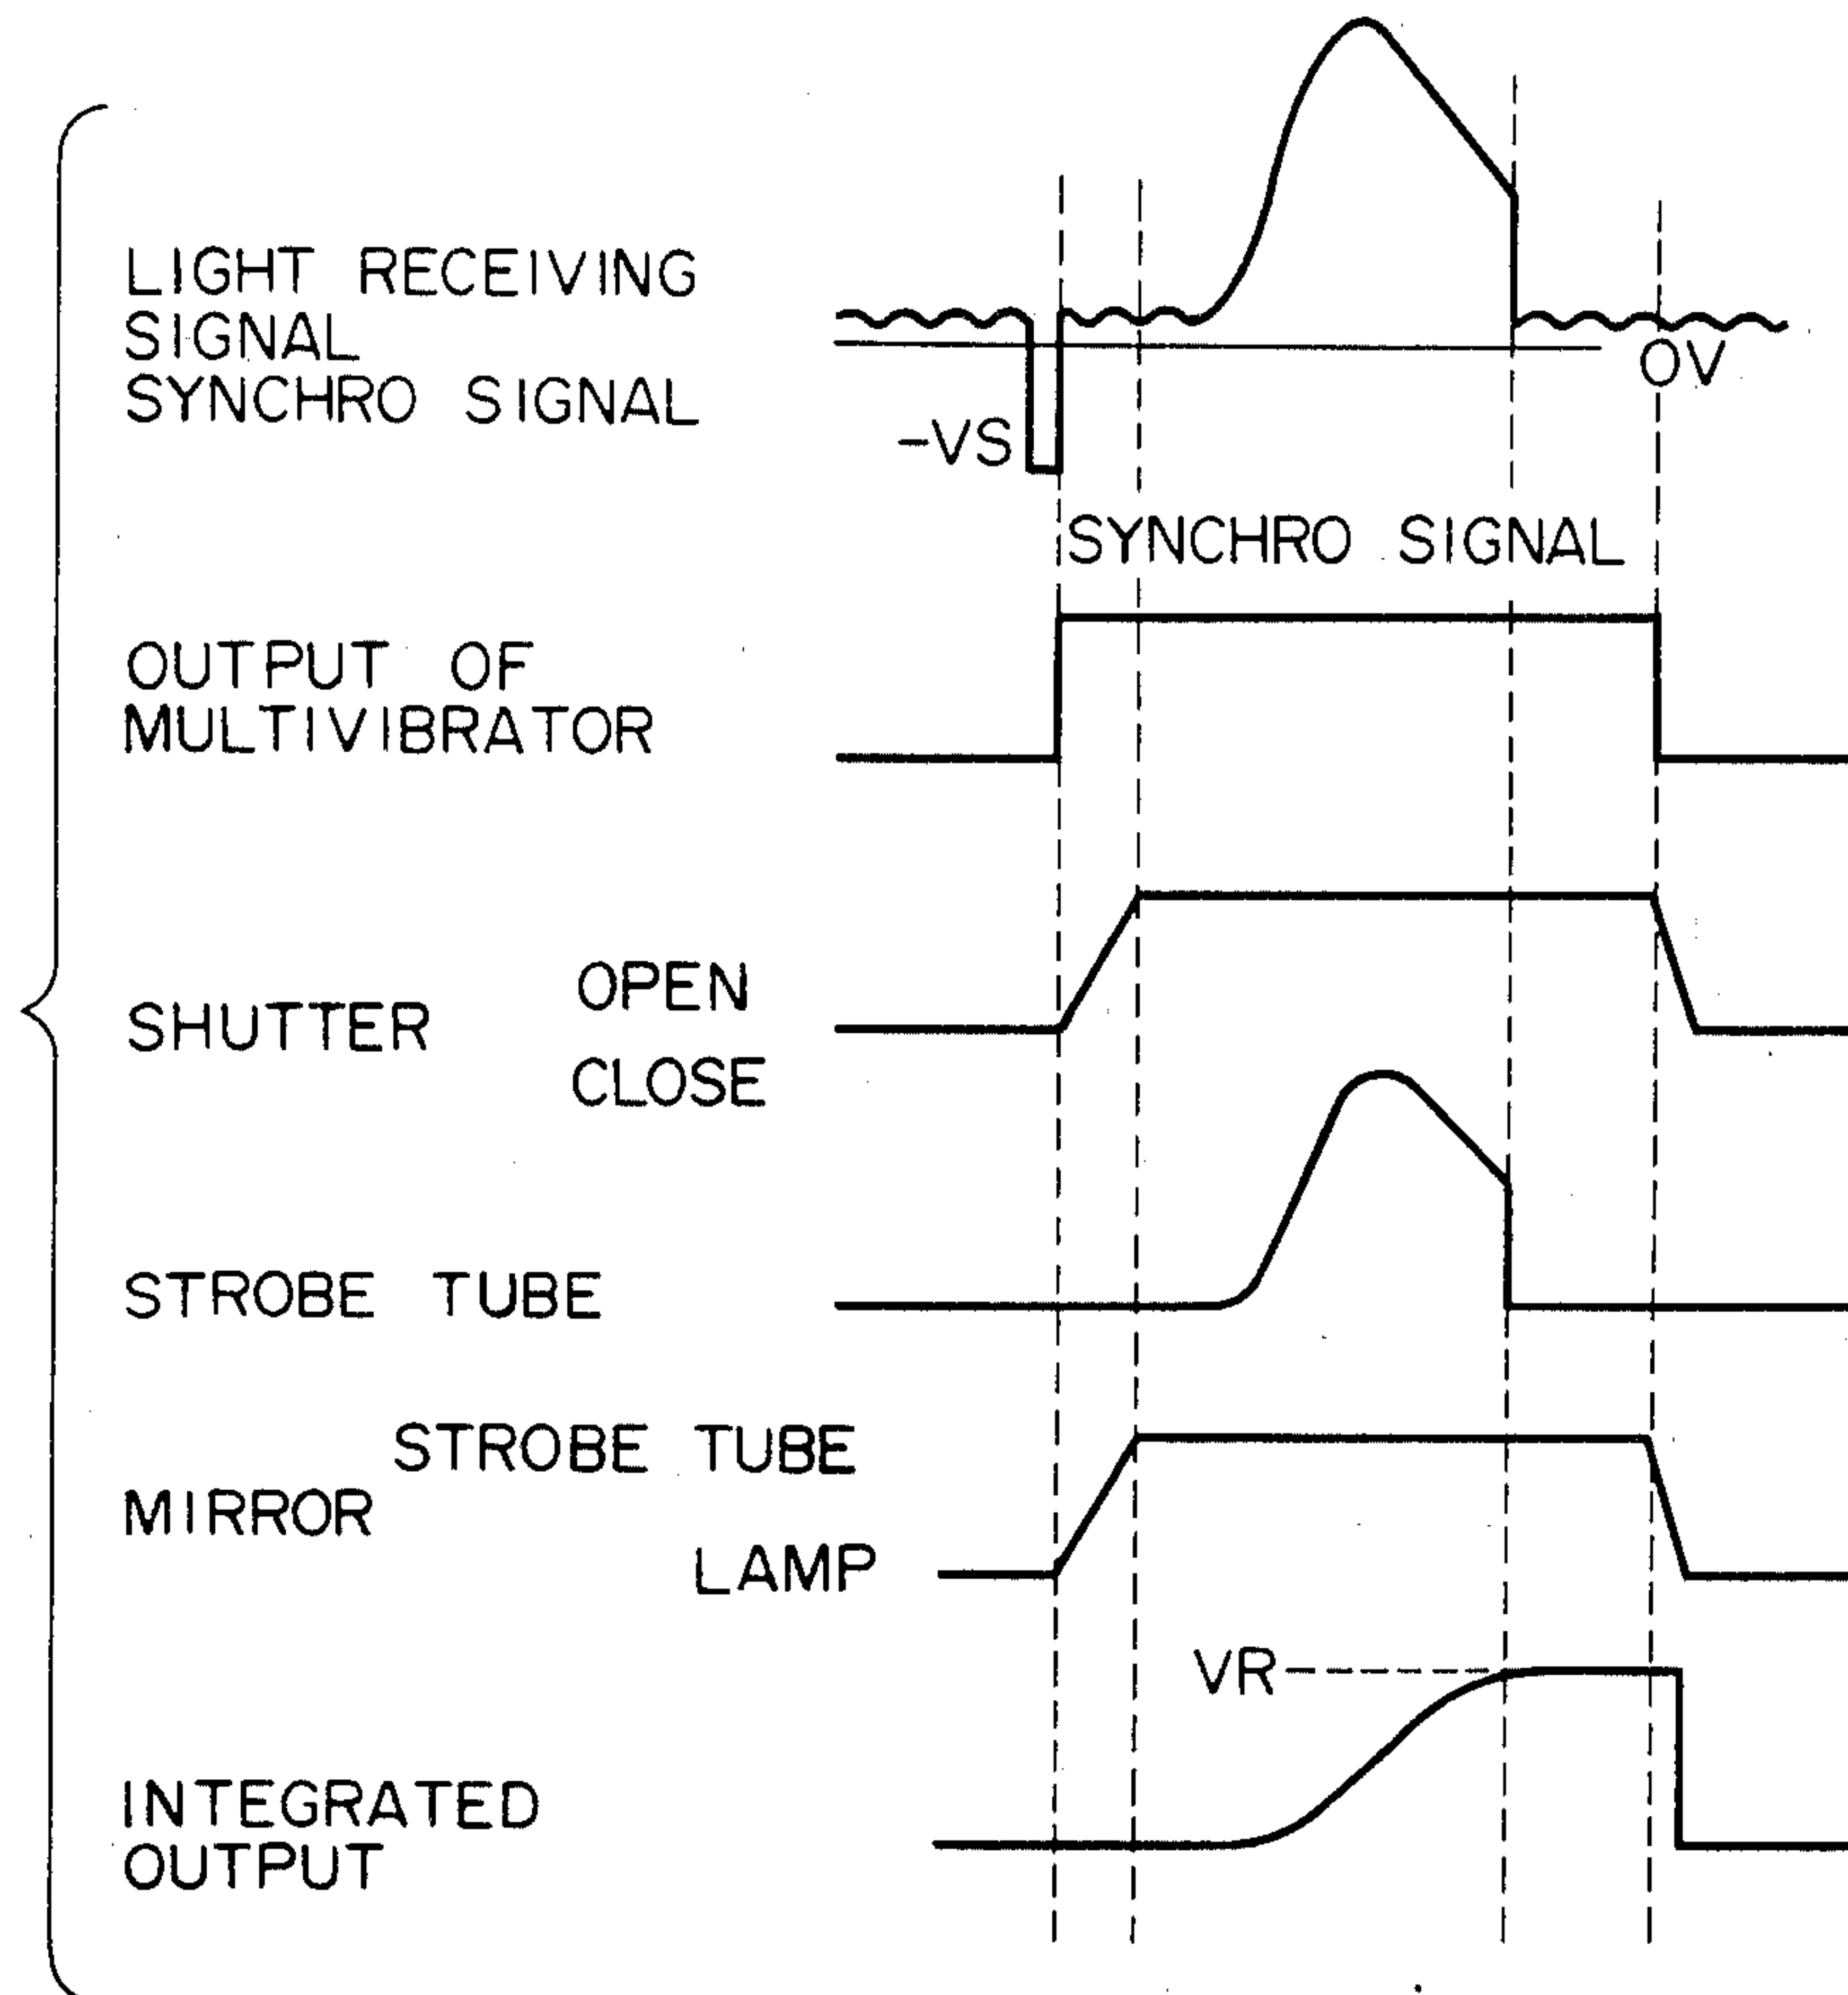 LIGHT RECEIVING
SIGNAL
SYNCHRO SIGNAL
0V
-VS
SYNCHRO SIGNAL
OUTPUT OF
MULTIVIBRATOR
OPEN
SHUTTER
CLOSE
STROBE TUBE
STROBE TUBE
MIRROR
LAMP
VR
INTEGRATED
OUTPUT